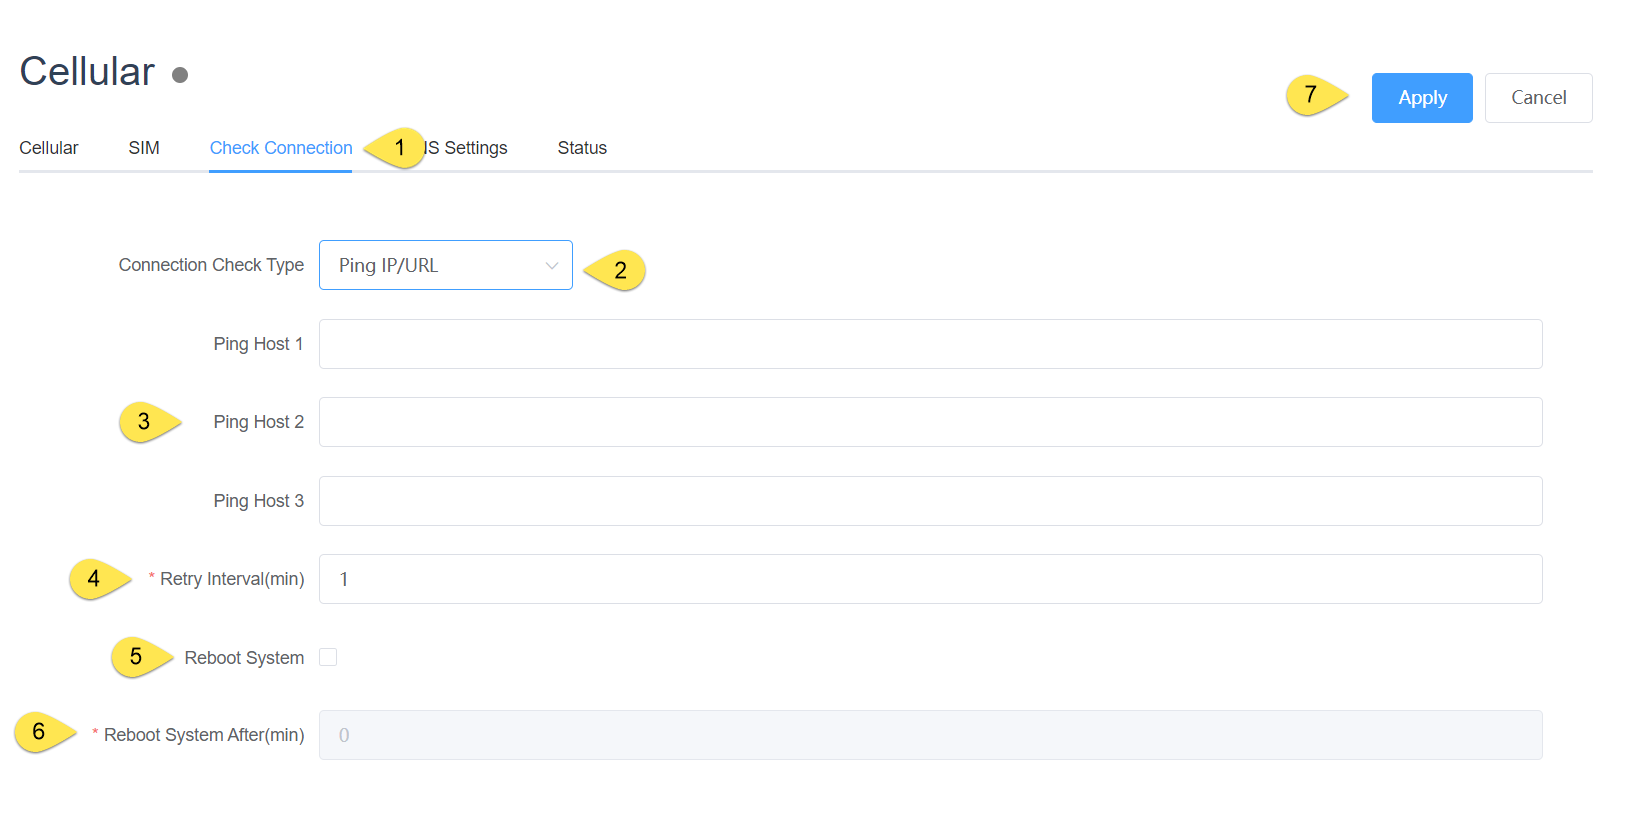 Cellular
7 Apply Cancel
Cellular SIM Check Connection 1 NS Settings Status
Connection Check Type Ping IP/URL 2
Ping Host 1
3 Ping Host 2
Ping Host 3
4 * Retry Interval(min) 1
5 Reboot System
6 * Reboot System After(min) 0